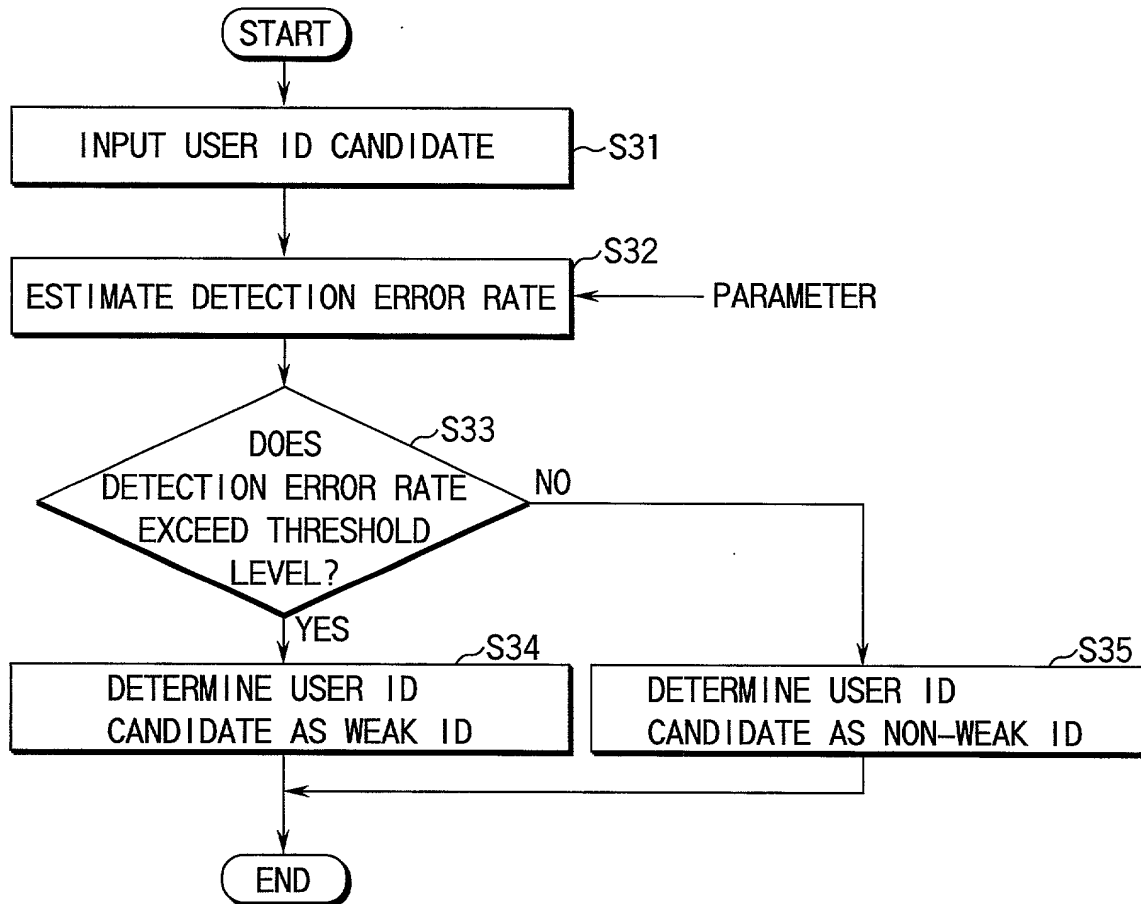 START
INPUT USER ID CANDIDATE
S31
S32
ESTIMATE DETECTION ERROR RATE
PARAMETER
S33
DOES
DETECTION ERROR RATE
EXCEED THRESHOLD
LEVEL?
NO
YES
S34
DETERMINE USER ID
CANDIDATE AS WEAK ID
S35
DETERMINE USER ID
CANDIDATE AS NON-WEAK ID
END